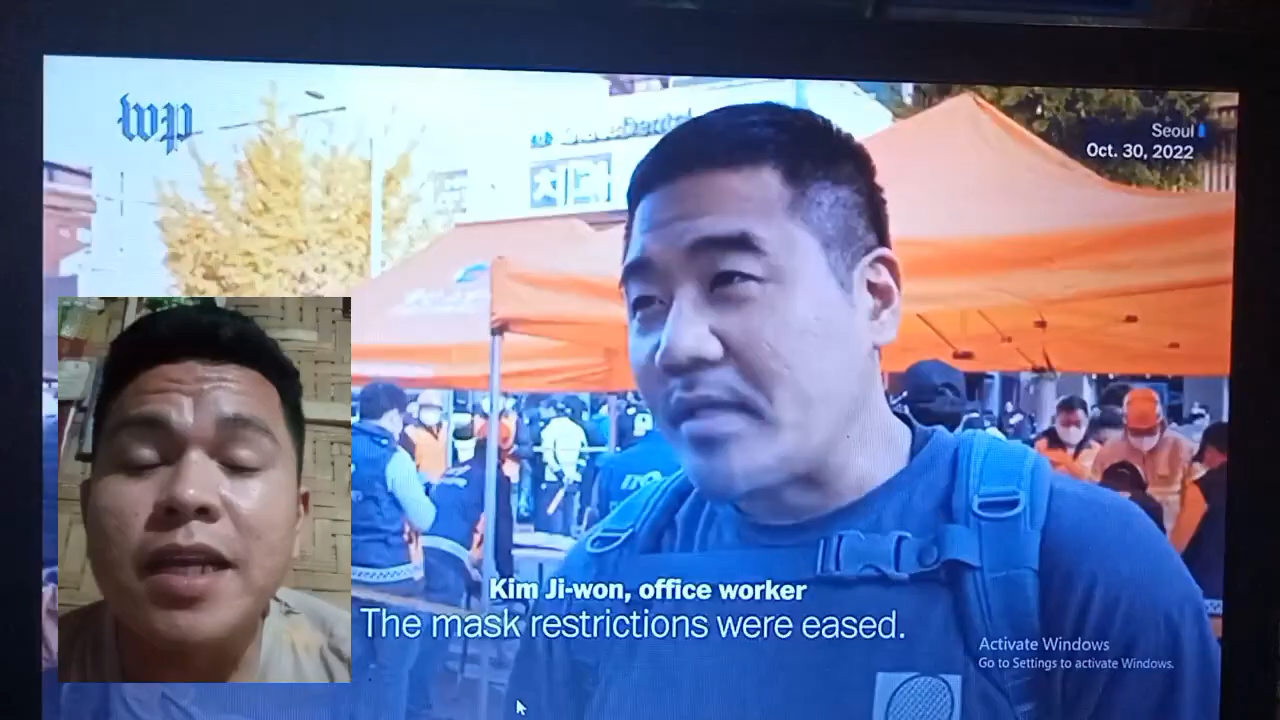 wp
Seoul
Oct. 30, 2022
치과
Kim Ji-won, office worker
The mask restrictions were eased.
Activate Windows
Go to Settings to activate Windows.